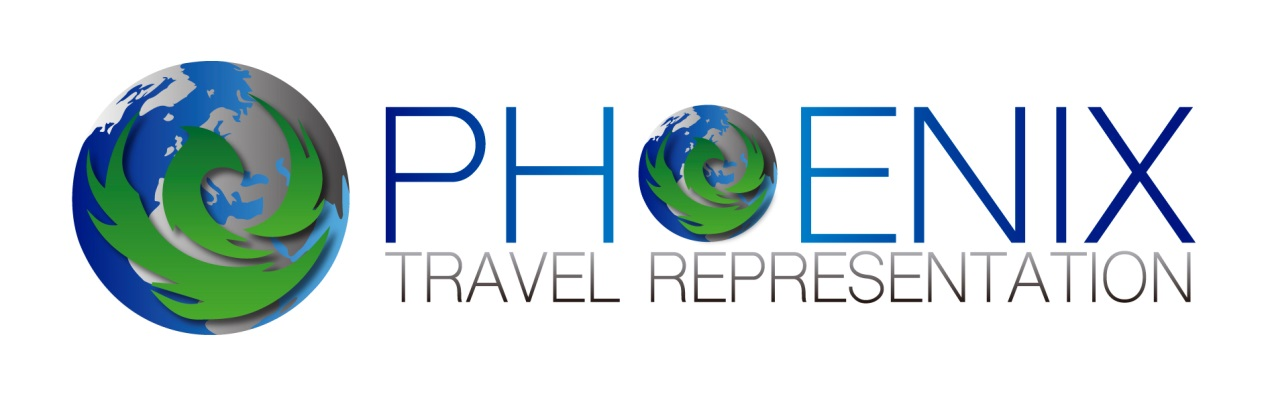 PHOENIX
TRAVEL REPRESENTATION